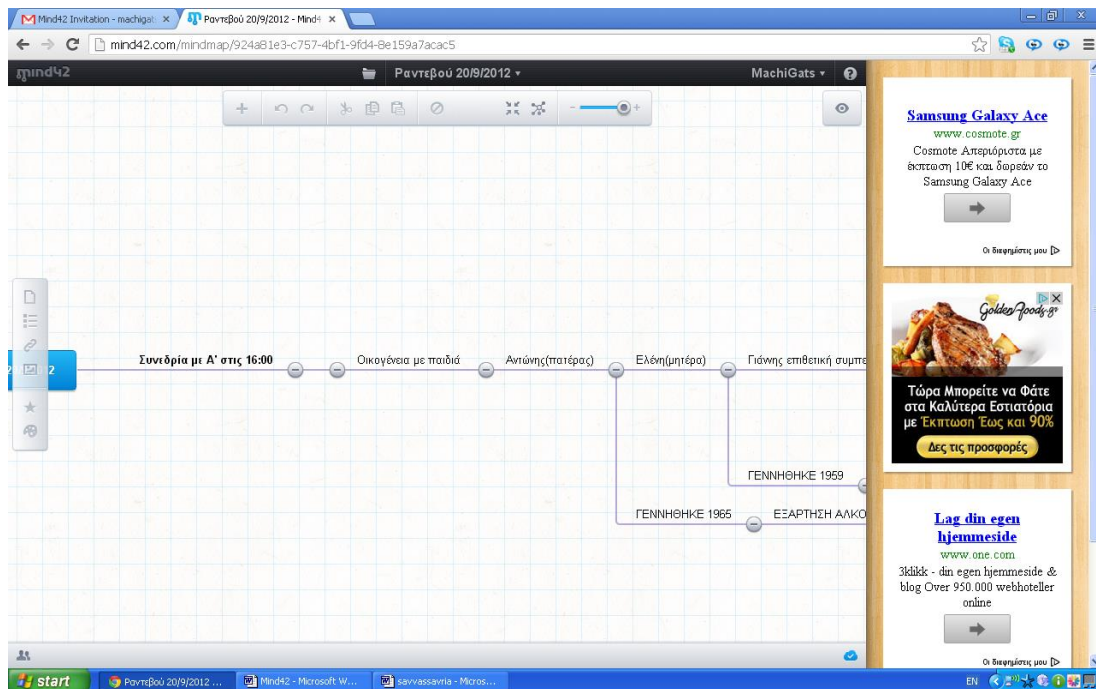 Mind42 Invitation - machigat
Ραντεβού 20/9/2012 - Mind4
mind42.com/mindmap/924a81e3-c757-4bf1-9fd4-8e159a7acac5
mind42
Ραντεβού 20/9/2012
MachiGats
Συνεδρία με Α' στις 16:00
Οικογένεια με παιδιά
Αντώνης(πατέρας)
Ελένη(μητέρα)
Γιάννης επιθετική συμπε
ΓΕΝΝΗΘΗΚΕ 1959
ΓΕΝΝΗΘΗΚΕ 1965
ΕΞΑΡΤΗΣΗ ΑΛΚΟ
Samsung Galaxy Ace
www.cosmote.gr
Cosmote Απεριόριστα με
έκπτωση 10€ και δωρεάν το
Samsung Galaxy Ace
Οι διαφημίσεις μου
GoldenFoods.gr
Τώρα Μπορείτε να Φάτε
στα Καλύτερα Εστιατόρια
με Έκπτωση Έως και 90%
Δες τις προσφορές
Lag din egen
hjemmeside
www.one.com
3klikk - din egen hjemmeside &
blog Over 950.000 webhoteller
online
Οι διαφημίσεις μου
start
Ραντεβού 20/9/2012 ...
Mind42 - Microsoft W...
savvassavria - Micros...
EN